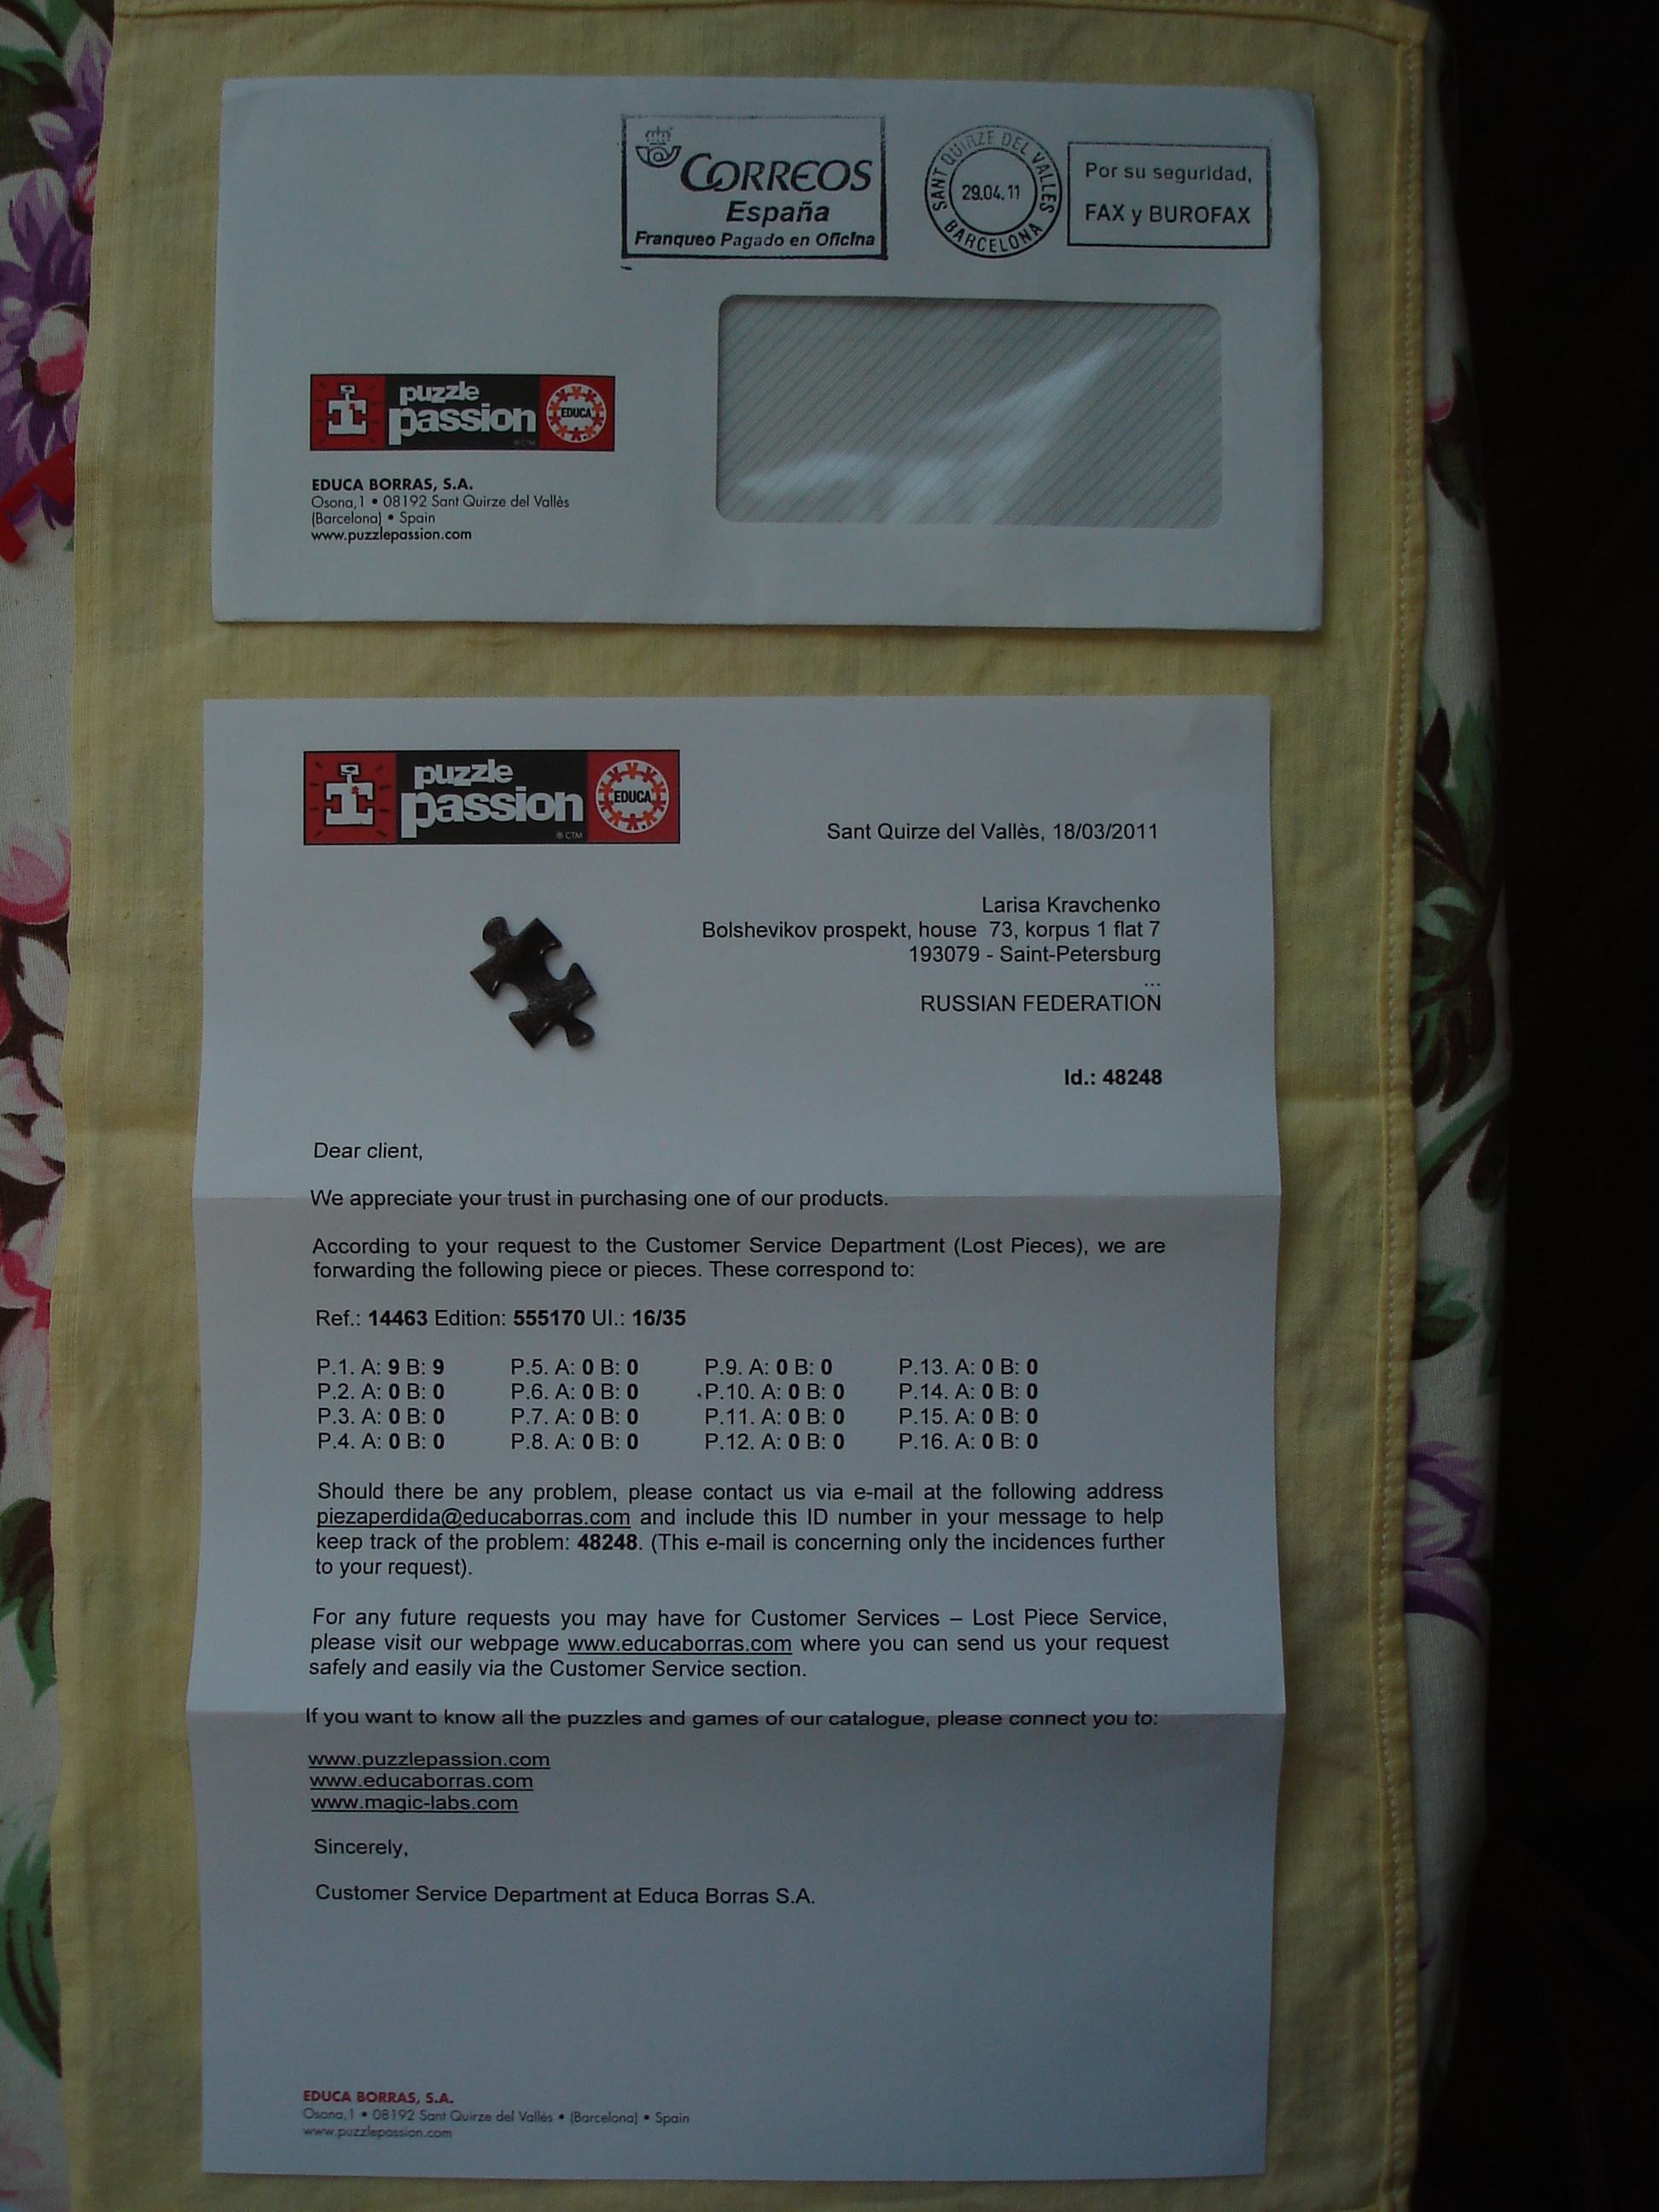 CORREOS
España
Franqueo Pagado en Oficina
SANT QUIRZE DEL VALLES
29.04.11
BARCELONA
Por su seguridad,
FAX y BUROFAX
puzzle
passion
® CTM
EDUCA
EDUCA BORRAS, S.A.
Osona,1 • 08192 Sant Quirze del Vallès
(Barcelona) • Spain
www.puzzlepassion.com
puzzle
passion
® CTM
EDUCA
Sant Quirze del Vallès, 18/03/2011
Larisa Kravchenko
Bolshevikov prospekt, house 73, korpus 1 flat 7
193079 - Saint-Petersburg
...
RUSSIAN FEDERATION
Id.: 48248
Dear client,
We appreciate your trust in purchasing one of our products.
According to your request to the Customer Service Department (Lost Pieces), we are
forwarding the following piece or pieces. These correspond to:
Ref.: 14463 Edition: 555170 Ul.: 16/35
P.1. A: 9 B: 9 P.5. A: 0 B: 0 P.9. A: 0 B: 0 P.13. A: 0 B: 0
P.2. A: 0 B: 0 P.6. A: 0 B: 0 P.10. A: 0 B: 0 P.14. A: 0 B: 0
P.3. A: 0 B: 0 P.7. A: 0 B: 0 P.11. A: 0 B: 0 P.15. A: 0 B: 0
P.4. A: 0 B: 0 P.8. A: 0 B: 0 P.12. A: 0 B: 0 P.16. A: 0 B: 0
Should there be any problem, please contact us via e-mail at the following address
piezaperdida@educaborras.com and include this ID number in your message to help
keep track of the problem: 48248. (This e-mail is concerning only the incidences further
to your request).
For any future requests you may have for Customer Services – Lost Piece Service,
please visit our webpage www.educaborras.com where you can send us your request
safely and easily via the Customer Service section.
If you want to know all the puzzles and games of our catalogue, please connect you to:
www.puzzlepassion.com
www.educaborras.com
www.magic-labs.com
Sincerely,
Customer Service Department at Educa Borras S.A.
EDUCA BORRAS, S.A.
Osona,1 • 08192 Sant Quirze del Vallès • (Barcelona) • Spain
www.puzzlepassion.com